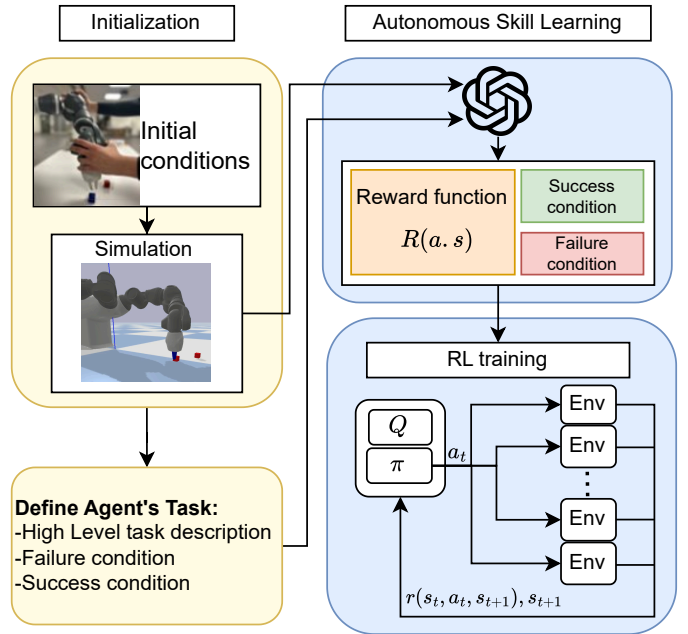 Initialization
Autonomous Skill Learning
Initial
conditions
Simulation
Define Agent's Task:
-High Level task description
-Failure condition
-Success condition
Reward function
R(a.s)
Success
condition
Failure
condition
RL training
Q
π
a_t
Env
Env
Env
Env
r(s_t, a_t, s_{t+1}), s_{t+1}